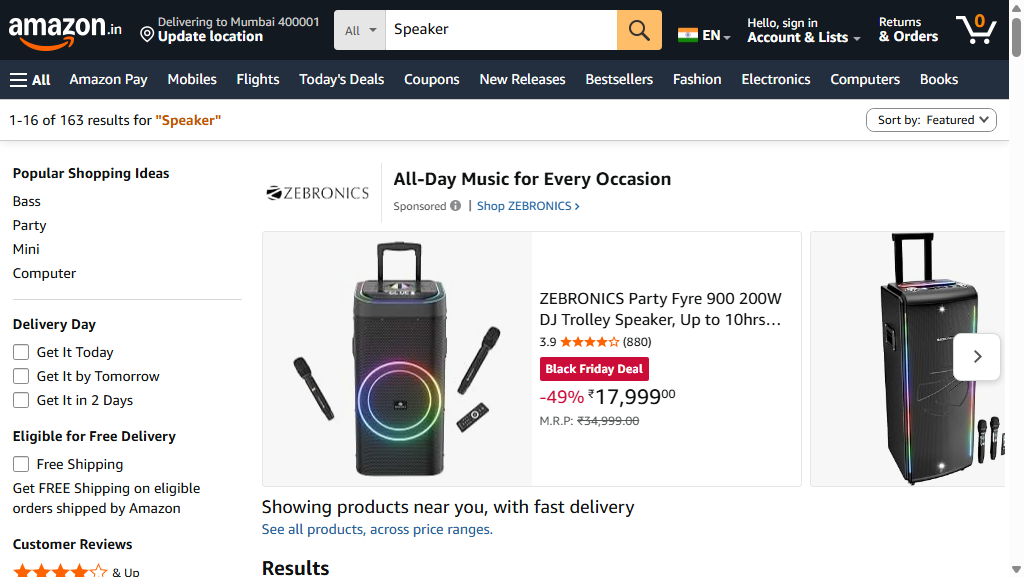 amazon.in
Delivering to Mumbai 400001
Update location
All
Speaker
EN
Hello, sign in
Account & Lists
Returns
& Orders
0
All
Amazon Pay
Mobiles
Flights
Today's Deals
Coupons
New Releases
Bestsellers
Fashion
Electronics
Computers
Books
1-16 of 163 results for "Speaker"
Sort by: Featured
Popular Shopping Ideas
Bass
Party
Mini
Computer
Delivery Day
Get It Today
Get It by Tomorrow
Get It in 2 Days
Eligible for Free Delivery
Free Shipping
Get FREE Shipping on eligible
orders shipped by Amazon
Customer Reviews
& Up
ZEBRONICS
All-Day Music for Every Occasion
Sponsored | Shop ZEBRONICS ›
ZEBRONICS Party Fyre 900 200W
DJ Trolley Speaker, Up to 10hrs…
3.9 (880)
Black Friday Deal
-49% ₹17,99900
M.R.P: ₹34,999.00
Showing products near you, with fast delivery
See all products, across price ranges.
Results